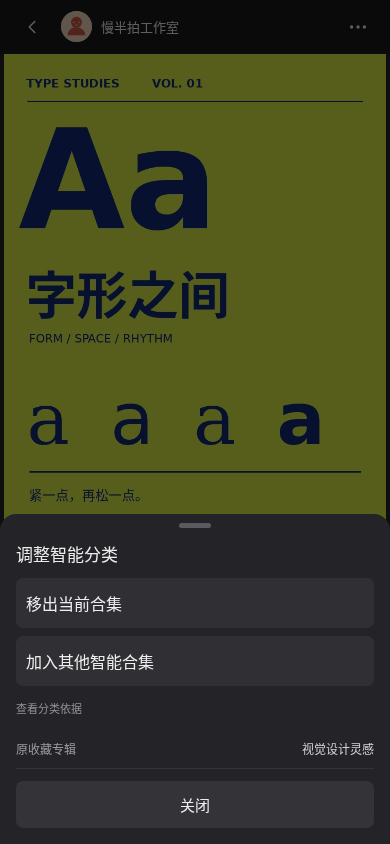 慢半拍工作室
TYPE STUDIES VOL. 01
Aa
字形之间
FORM / SPACE / RHYTHM
a a a a
紧一点，再松一点。
调整智能分类
移出当前合集
加入其他智能合集
查看分类依据
原收藏专辑 视觉设计灵感
关闭